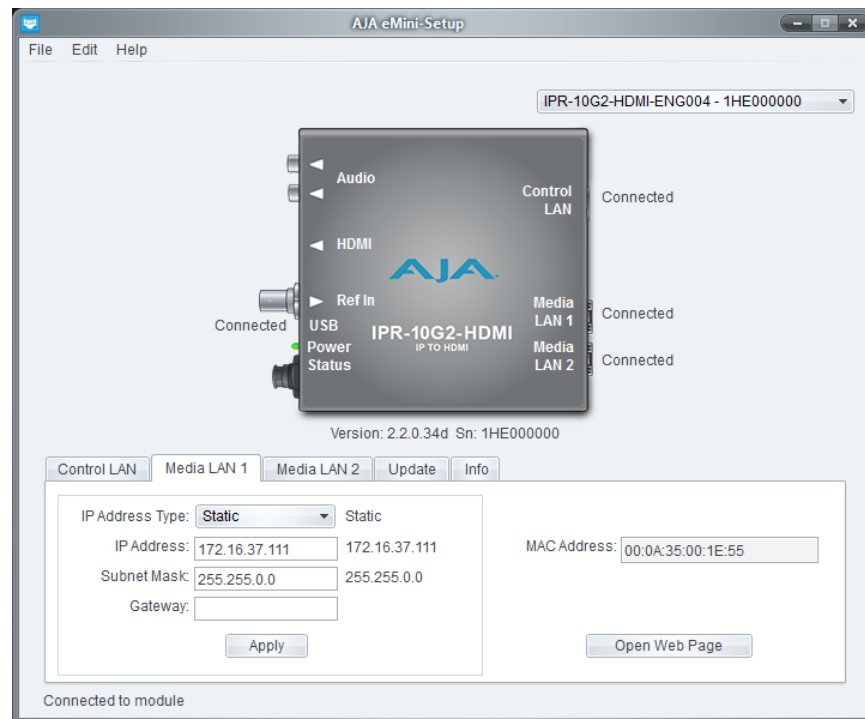 AJA eMini-Setup
File Edit Help
IPR-10G2-HDMI-ENG004 - 1HE000000
Audio
Control
LAN
Connected
HDMI
AJA
Ref In
Connected
USB
Power
Status
IPR-10G2-HDMI
IP TO HDMI
Media
LAN 1
Connected
Media
LAN 2
Connected
Version: 2.2.0.34d Sn: 1HE000000
Control LAN Media LAN 1 Media LAN 2 Update Info
IP Address Type: Static Static
IP Address: 172.16.37.111 172.16.37.111
MAC Address: 00:0A:35:00:1E:55
Subnet Mask: 255.255.0.0 255.255.0.0
Gateway:
Apply
Open Web Page
Connected to module